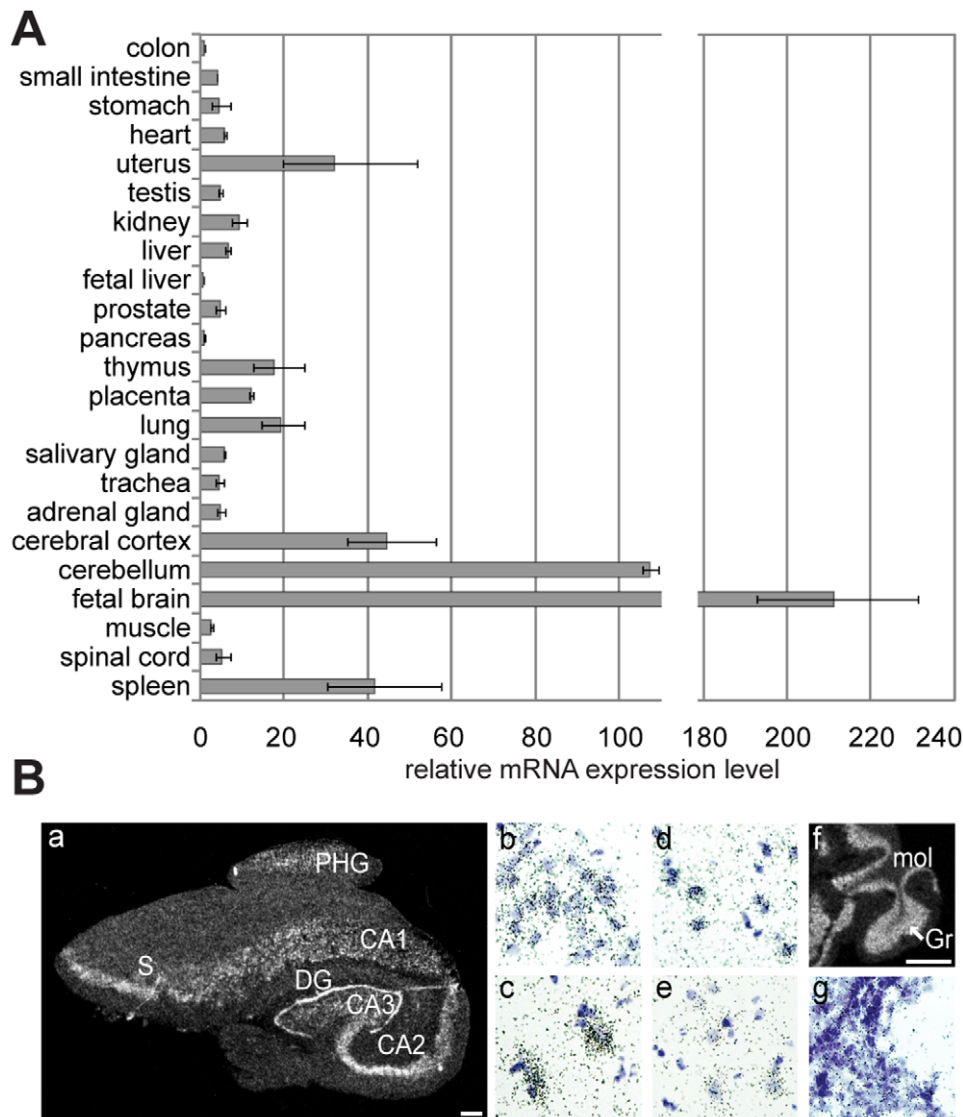 A
colon
small intestine
stomach
heart
uterus
testis
kidney
liver
fetal liver
prostate
pancreas
thymus
placenta
lung
salivary gland
trachea
adrenal gland
cerebral cortex
cerebellum
fetal brain
muscle
spinal cord
spleen
0 20 40 60 80 100 180 200 220 240
relative mRNA expression level
B
a
PHG
CA1
S
DG
CA3
CA2
b
d
f
mol
Gr
c
e
g